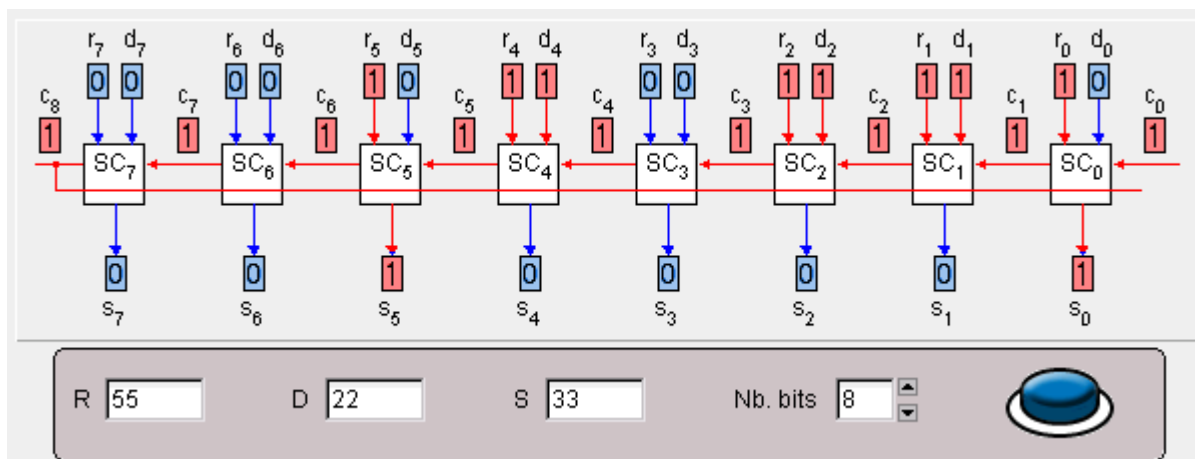 r7 d7 r6 d6 r5 d5 r4 d4 r3 d3 r2 d2 r1 d1 r0 d0
0 0 0 0 1 0 1 1 0 0 1 1 1 1 1 0
c8 c7 c6 c5 c4 c3 c2 c1 c0
1 1 1 1 1 1 1 1 1
SC7 SC6 SC5 SC4 SC3 SC2 SC1 SC0
0 0 1 0 0 0 0 1
s7 s6 s5 s4 s3 s2 s1 s0
R 55 D 22 S 33 Nb. bits 8